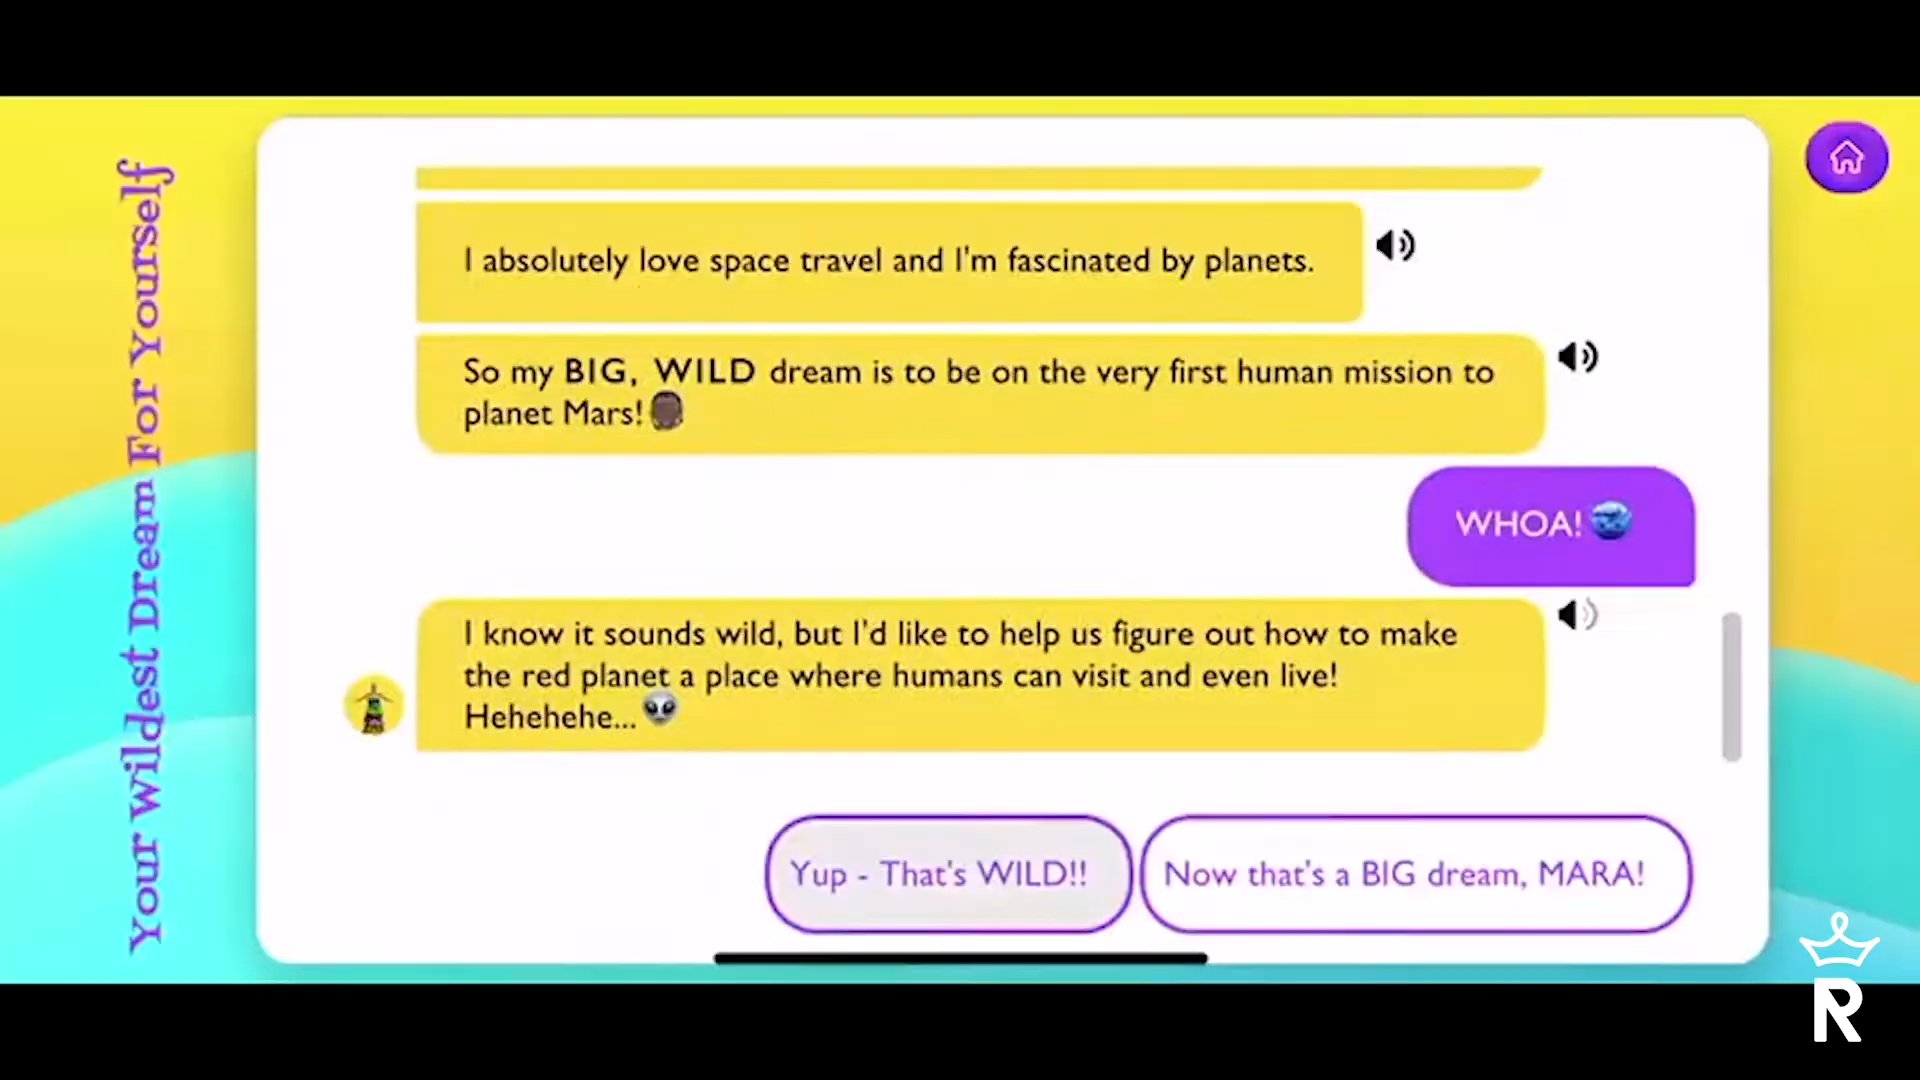 Your Wildest Dream For Yourself
I absolutely love space travel and I'm fascinated by planets.
So my BIG, WILD dream is to be on the very first human mission to
planet Mars!
WHOA!
I know it sounds wild, but I'd like to help us figure out how to make
the red planet a place where humans can visit and even live!
Hehehehe...
Yup - That's WILD!!
Now that's a BIG dream, MARA!
R